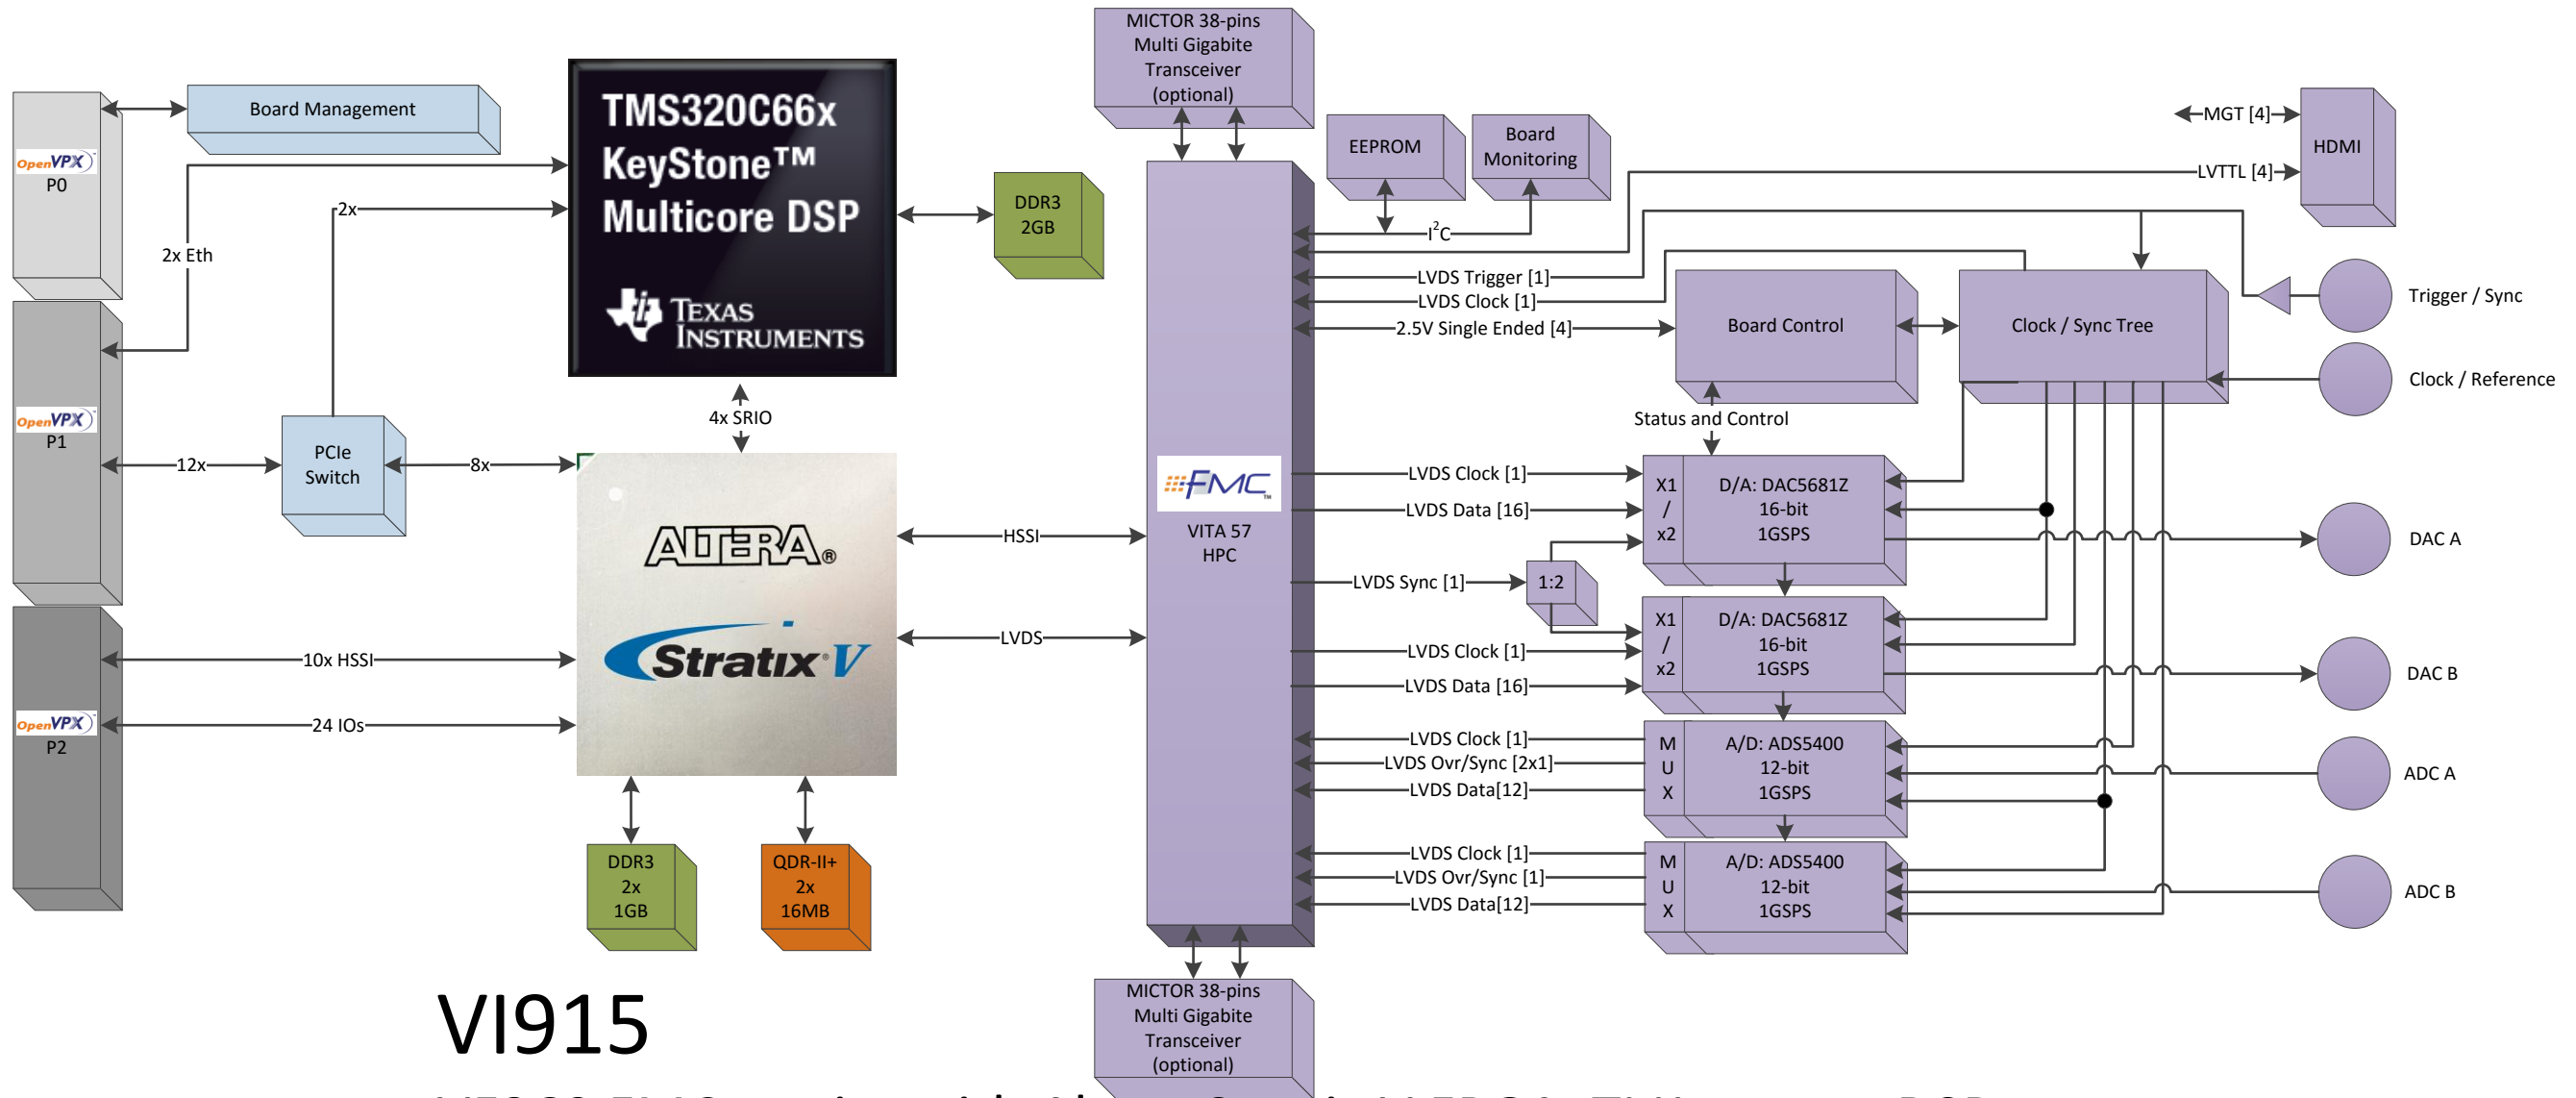 MICTOR 38-pins
Multi Gigabite
Transceiver
(optional)
Board Management
OpenVPX™
P0
TMS320C66x
KeyStone™
Multicore DSP
TEXAS
INSTRUMENTS
2x
2x Eth
DDR3
2GB
EEPROM
Board
Monitoring
MGT [4]
HDMI
LVTTL [4]
I²C
LVDS Trigger [1]
LVDS Clock [1]
2.5V Single Ended [4]
Board Control
Clock / Sync Tree
Trigger / Sync
Clock / Reference
4x SRIO
Status and Control
OpenVPX™
P1
12x
PCIe
Switch
8x
ALTERA®
Stratix® V
HSSI
LVDS
FMC™
VITA 57
HPC
LVDS Clock [1]
LVDS Data [16]
X1
/
x2
D/A: DAC5681Z
16-bit
1GSPS
DAC A
LVDS Sync [1]
1:2
X1
/
x2
D/A: DAC5681Z
16-bit
1GSPS
LVDS Clock [1]
LVDS Data [16]
DAC B
10x HSSI
OpenVPX™
P2
24 IOs
LVDS Clock [1]
LVDS Ovr/Sync [2x1]
LVDS Data[12]
M
U
X
A/D: ADS5400
12-bit
1GSPS
ADC A
LVDS Clock [1]
LVDS Ovr/Sync [1]
LVDS Data[12]
M
U
X
A/D: ADS5400
12-bit
1GSPS
ADC B
DDR3
2x
1GB
QDR-II+
2x
16MB
MICTOR 38-pins
Multi Gigabite
Transceiver
(optional)
VI915